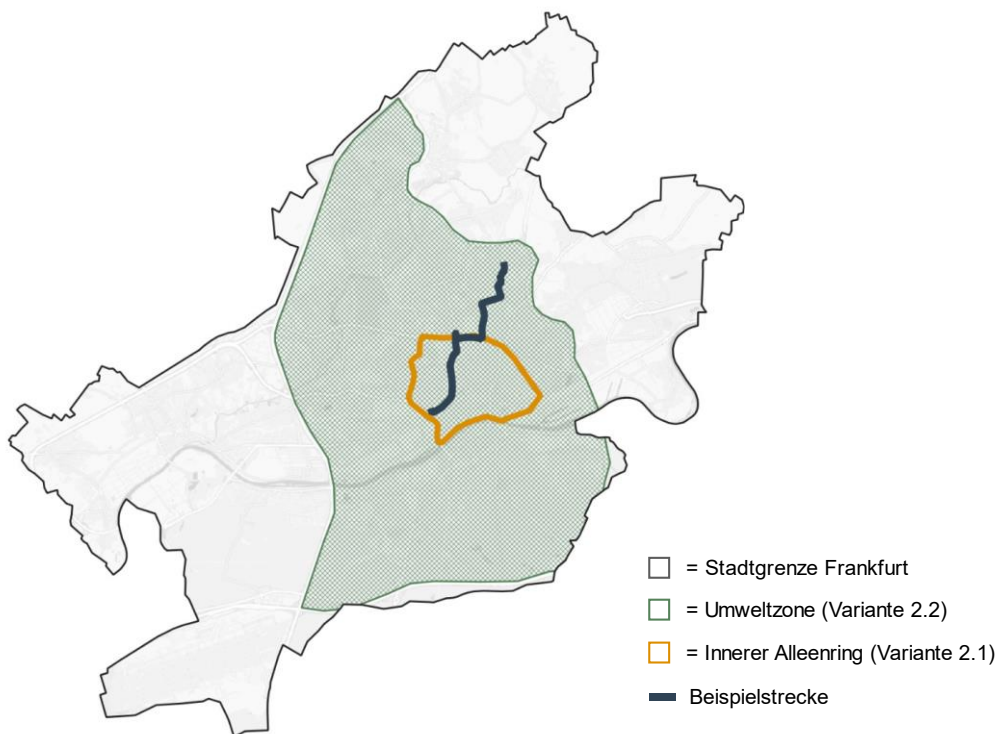 = Stadtgrenze Frankfurt
= Umweltzone (Variante 2.2)
= Innerer Alleenring (Variante 2.1)
Beispielstrecke